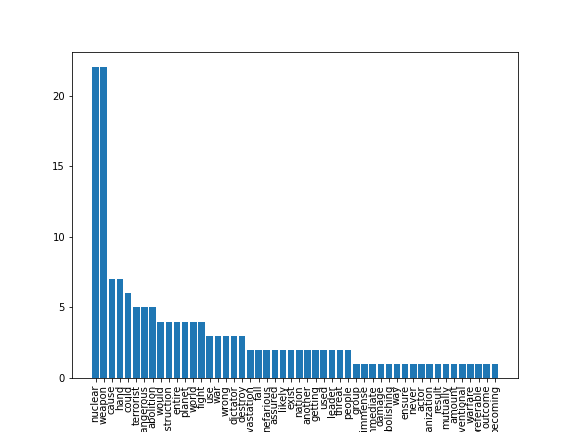 20
15
10
5
0
nuclear
weapon
cause
hand
could
terrorist
angerous
abolition
would
struction
entire
planet
world
fight
use
war
wrong
dictator
destroy
vastation
fall
nefarious
assured
likely
exist
nation
another
getting
used
leader
threat
people
group
immense
mmediate
damage
bolishing
way
ensure
never
actor
anization
result
mutually
amount
ventional
warfare
referable
outcome
becoming